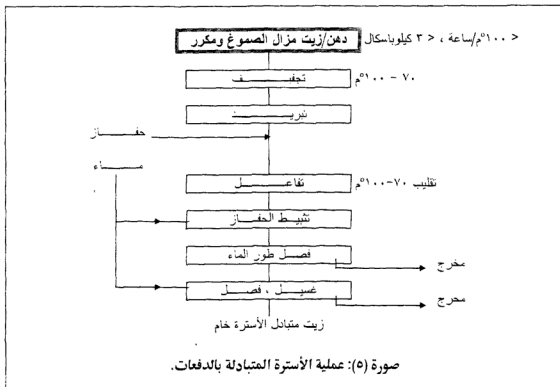 دهن/زيت مزال الصموغ ومكرر
< ١٠٠°م/ساعة ، < ٣ كيلوباسكال
تجفيف
٧٠ – ١٠٠°م
تبريد
حفاز
ماء
تفاعل
تقليب ٧٠-١٠٠°م
تثبيط الحفاز
فصل طور الماء
مخرج
غسيل ، فصل
مخرج
زيت متبادل الأسترة خام
صورة (٥): عملية الأسترة المتبادلة بالدفعات.